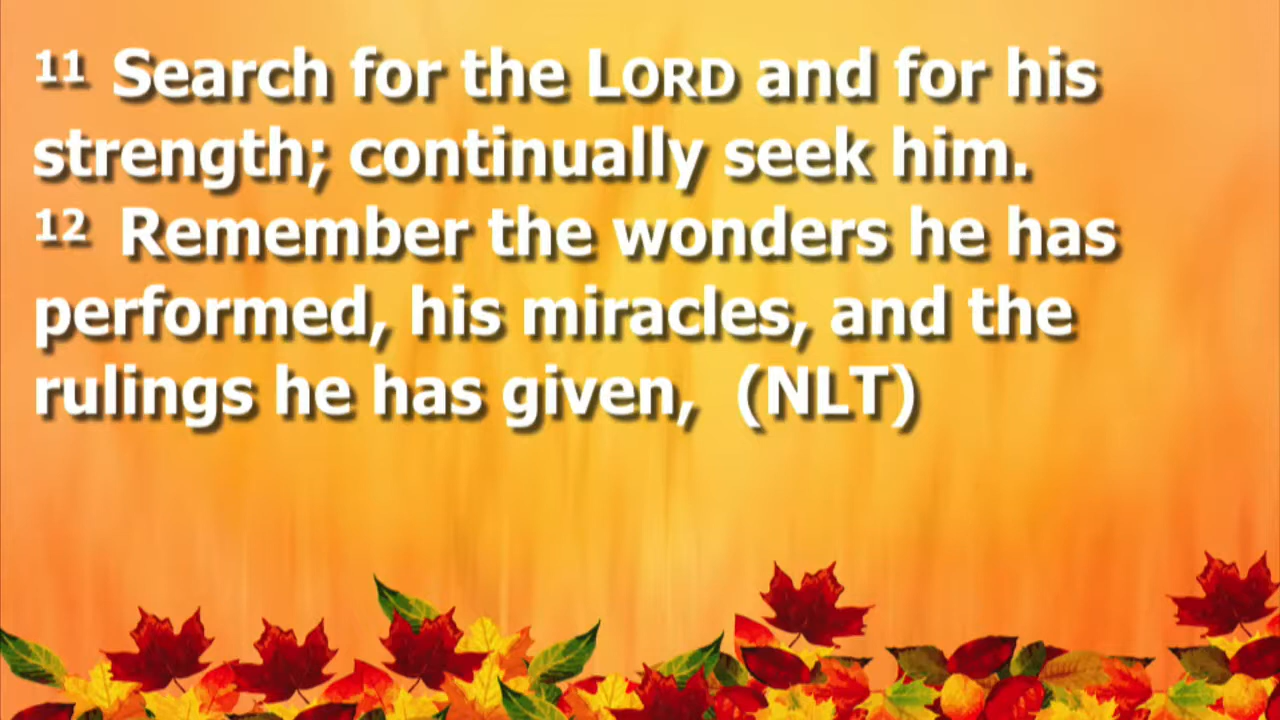 11 Search for the LORD and for his
strength; continually seek him.
12 Remember the wonders he has
performed, his miracles, and the
rulings he has given, (NLT)